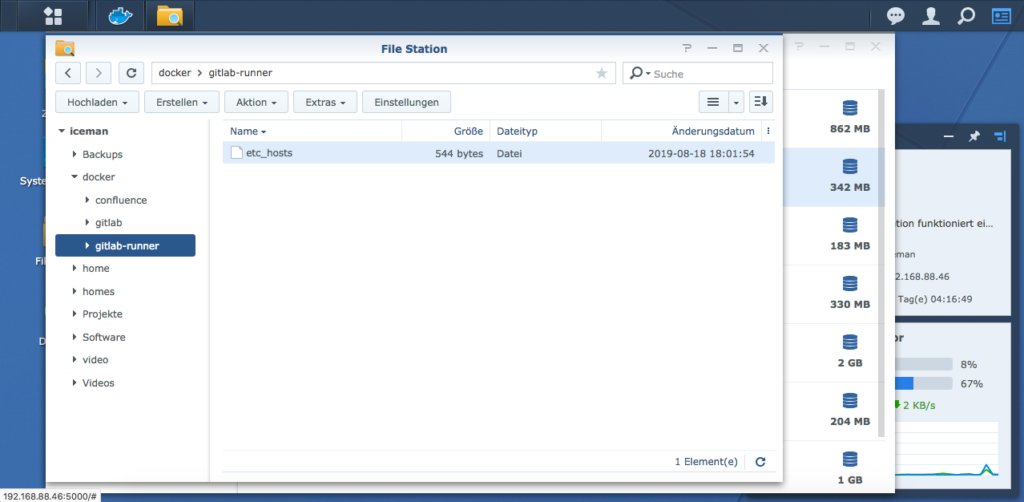 File Station
docker > gitlab-runner
Suche
Hochladen
Erstellen
Aktion
Extras
Einstellungen
iceman
Backups
docker
confluence
gitlab
gitlab-runner
home
homes
Projekte
Software
video
Videos
Name Größe Dateityp Änderungsdatum
etc_hosts 544 bytes Datei 2019-08-18 18:01:54
1 Element(e)
862 MB
342 MB
183 MB
330 MB
2 GB
204 MB
1 GB
Syste
Fil
D
tion funktioniert ei...
eman
2.168.88.46
Tag(e) 04:16:49
or
8%
67%
2 KB/s
192.168.88.46:5000/#